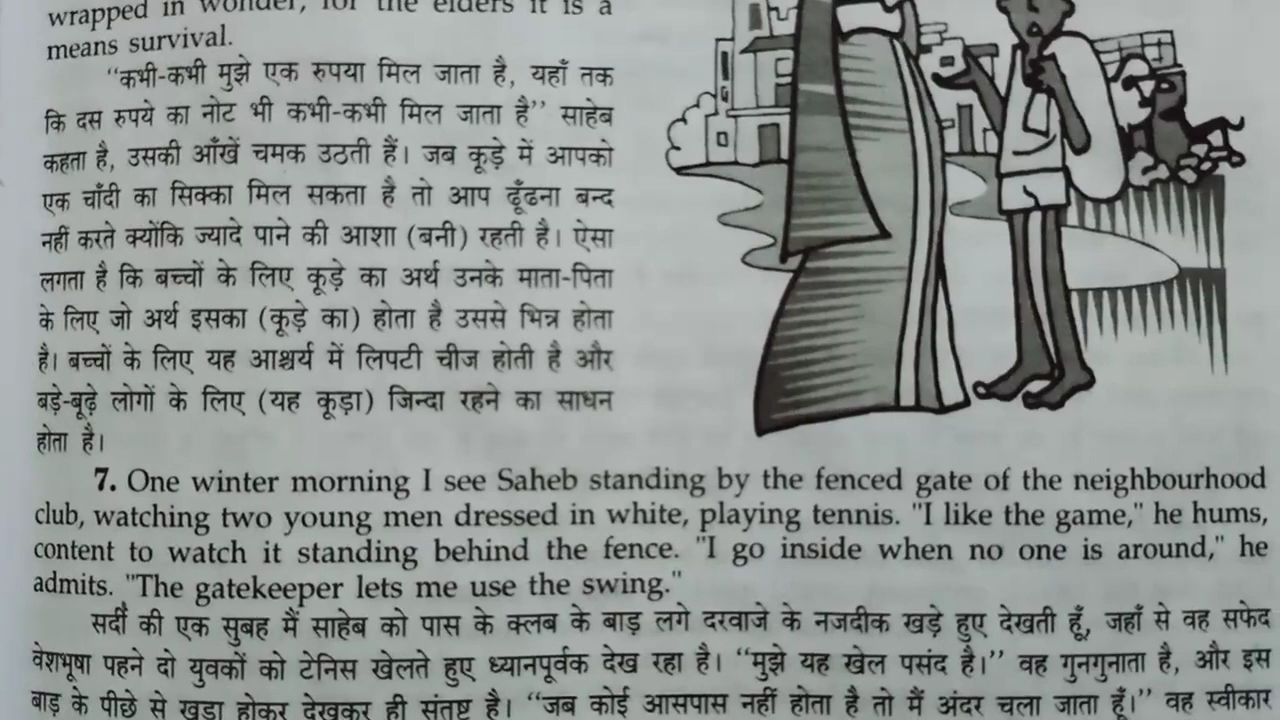 wrapped in wonder, for the elders it is a
means survival.
“कभी-कभी मुझे एक रुपया मिल जाता है, यहाँ तक
कि दस रुपये का नोट भी कभी-कभी मिल जाता है” साहेब
कहता है, उसकी आँखें चमक उठती हैं। जब कूड़े में आपको
एक चाँदी का सिक्का मिल सकता है तो आप ढूँढना बन्द
नहीं करते क्योंकि ज्यादे पाने की आशा (बनी) रहती है। ऐसा
लगता है कि बच्चों के लिए कूड़े का अर्थ उनके माता-पिता
के लिए जो अर्थ इसका (कूड़े का) होता है उससे भिन्न होता
है। बच्चों के लिए यह आश्चर्य में लिपटी चीज होती है और
बड़े-बूढ़े लोगों के लिए (यह कूड़ा) जिन्दा रहने का साधन
होता है।
7. One winter morning I see Saheb standing by the fenced gate of the neighbourhood
club, watching two young men dressed in white, playing tennis. "I like the game," he hums,
content to watch it standing behind the fence. "I go inside when no one is around," he
admits. "The gatekeeper lets me use the swing."
सर्दी की एक सुबह मैं साहेब को पास के क्लब के बाड़ लगे दरवाजे के नजदीक खड़े हुए देखती हूँ, जहाँ से वह सफेद
वेशभूषा पहने दो युवकों को टेनिस खेलते हुए ध्यानपूर्वक देख रहा है। “मुझे यह खेल पसंद है।” वह गुनगुनाता है, और इस
बाड़ के पीछे से खड़ा होकर देखकर ही संतुष्ट है। “जब कोई आसपास नहीं होता है तो मैं अंदर चला जाता हूँ।” वह स्वीकार